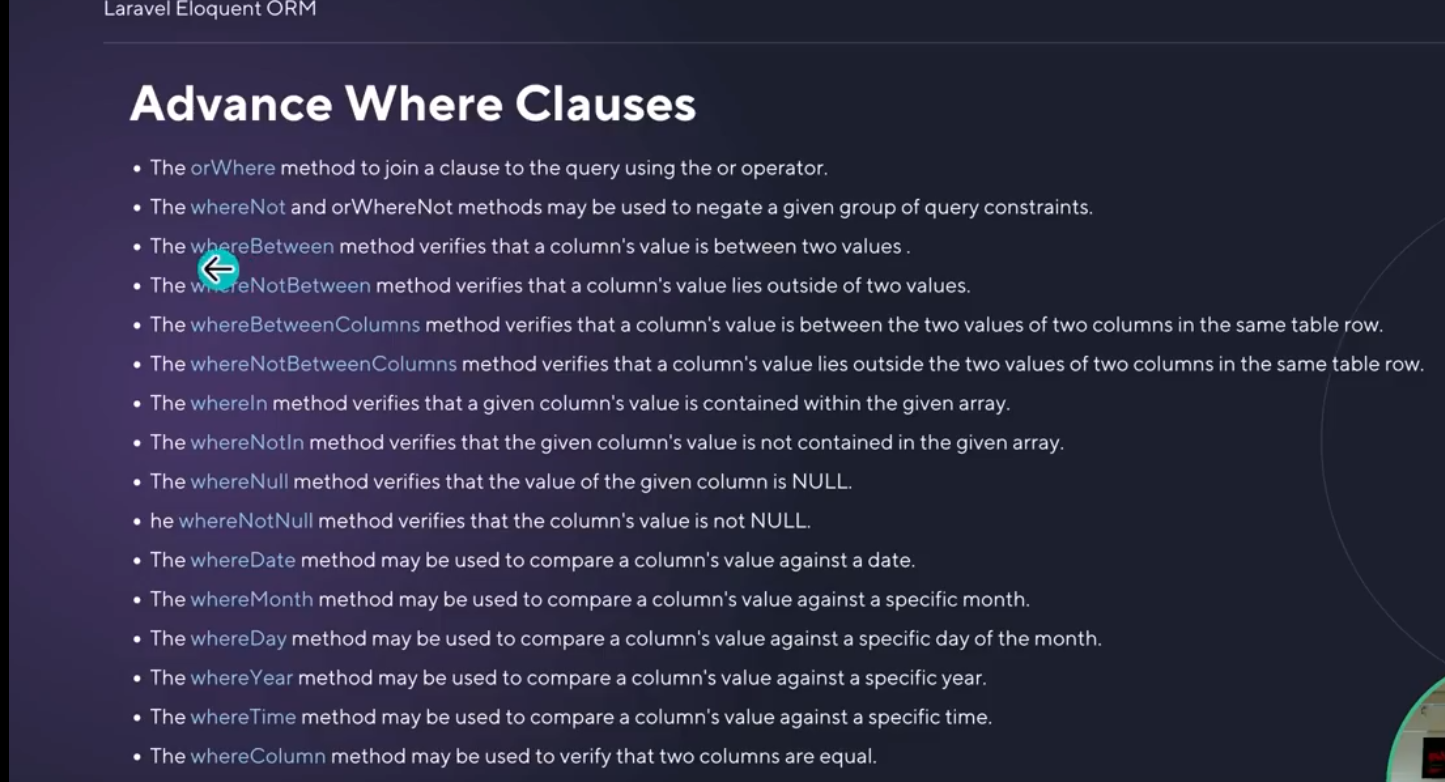 Laravel Eloquent ORM
Advance Where Clauses
• The orWhere method to join a clause to the query using the or operator.
• The whereNot and orWhereNot methods may be used to negate a given group of query constraints.
• The whereBetween method verifies that a column's value is between two values .
• The whereNotBetween method verifies that a column's value lies outside of two values.
• The whereBetweenColumns method verifies that a column's value is between the two values of two columns in the same table row.
• The whereNotBetweenColumns method verifies that a column's value lies outside the two values of two columns in the same table row.
• The whereIn method verifies that a given column's value is contained within the given array.
• The whereNotIn method verifies that the given column's value is not contained in the given array.
• The whereNull method verifies that the value of the given column is NULL.
• he whereNotNull method verifies that the column's value is not NULL.
• The whereDate method may be used to compare a column's value against a date.
• The whereMonth method may be used to compare a column's value against a specific month.
• The whereDay method may be used to compare a column's value against a specific day of the month.
• The whereYear method may be used to compare a column's value against a specific year.
• The whereTime method may be used to compare a column's value against a specific time.
• The whereColumn method may be used to verify that two columns are equal.